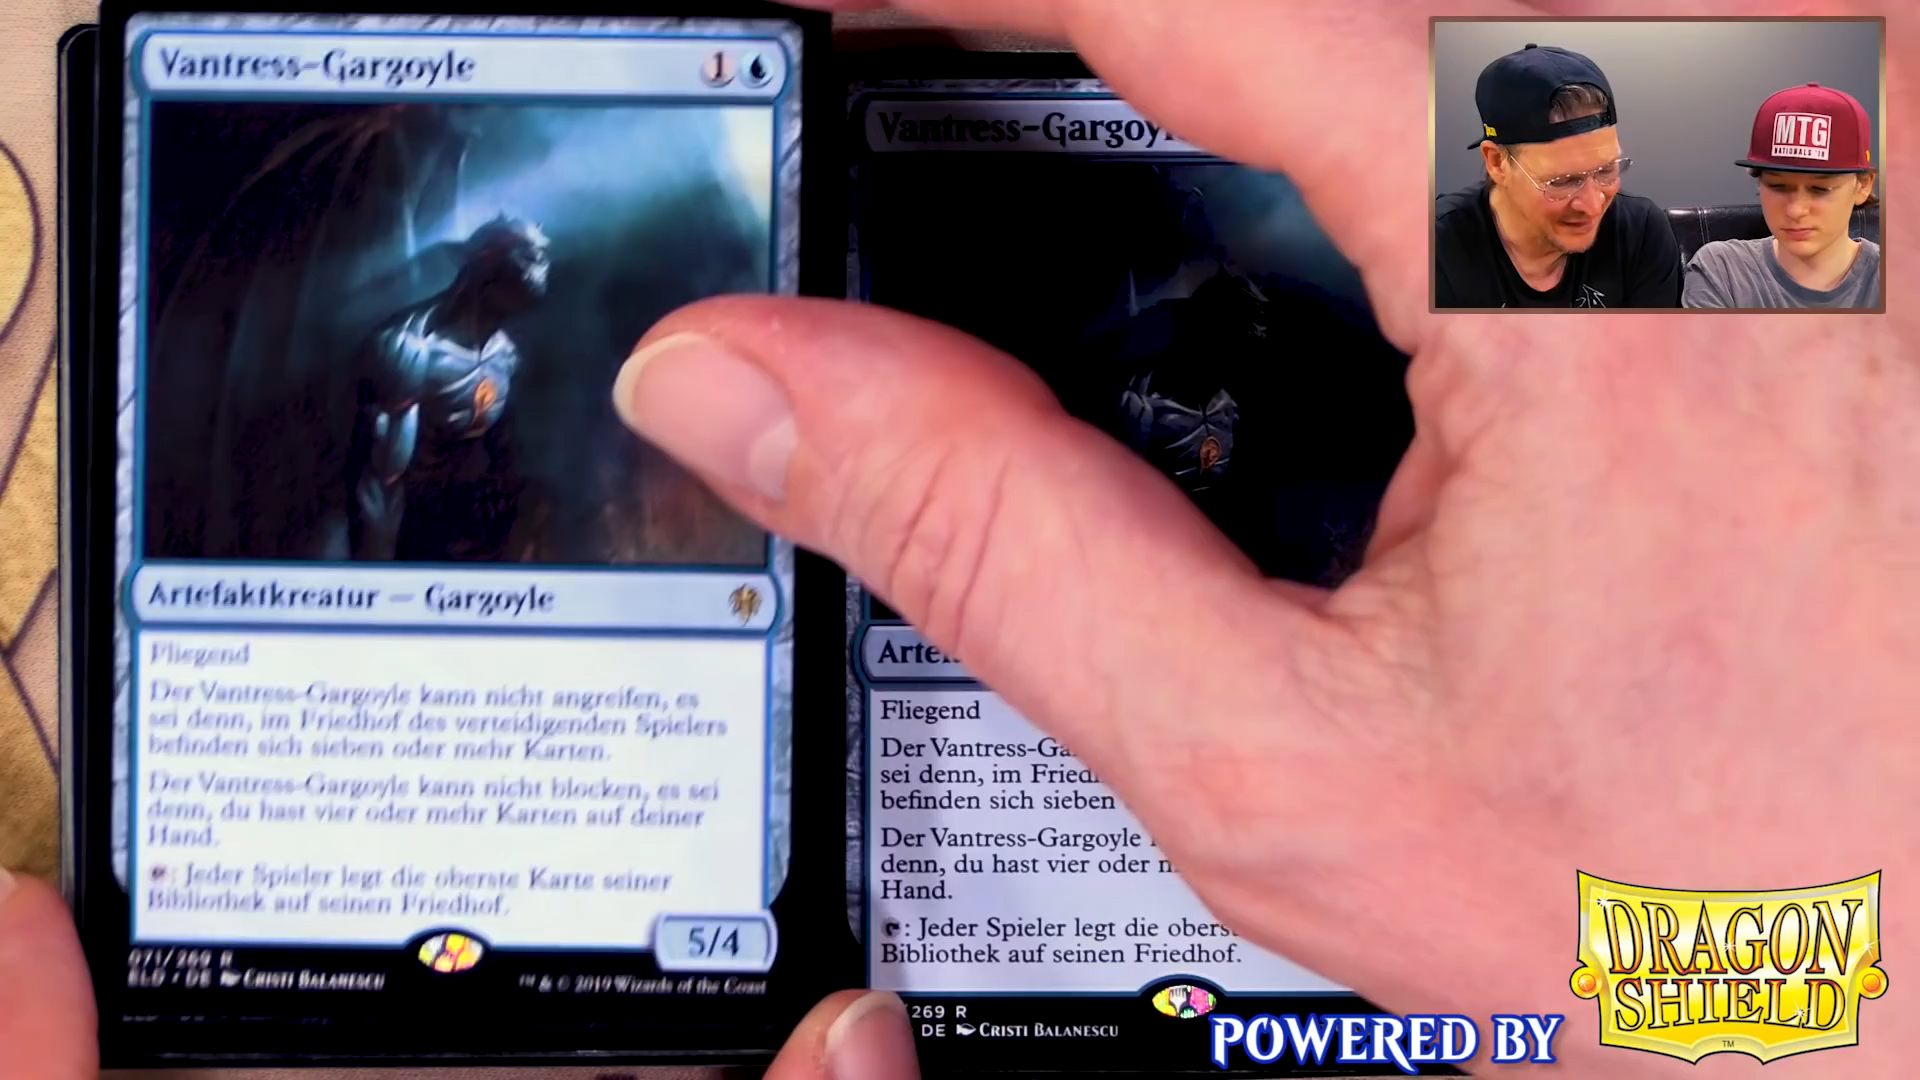 Vantress-Gargoyle
1
Artefaktkreatur — Gargoyle
Fliegend
Der Vantress-Gargoyle kann nicht angreifen, es
sei denn, im Friedhof des verteidigenden Spielers
befinden sich sieben oder mehr Karten.
Der Vantress-Gargoyle kann nicht blocken, es sei
denn, du hast vier oder mehr Karten auf deiner
Hand.
: Jeder Spieler legt die oberste Karte seiner
Bibliothek auf seinen Friedhof.
5/4
071/269 R
ELD • DE CRISTI BALANESCU
™ & © 2019 Wizards of the Coast
Vantress-Gargoy
Arte
Fliegend
Der Vantress-Ga
sei denn, im Fried
befinden sich sieben
Der Vantress-Gargoyle
denn, du hast vier oder m
Hand.
: Jeder Spieler legt die obers
Bibliothek auf seinen Friedhof.
269 R
DE CRISTI BALANESCU
MTG
NATIONALS '18
POWERED BY
DRAGON
SHIELD
™